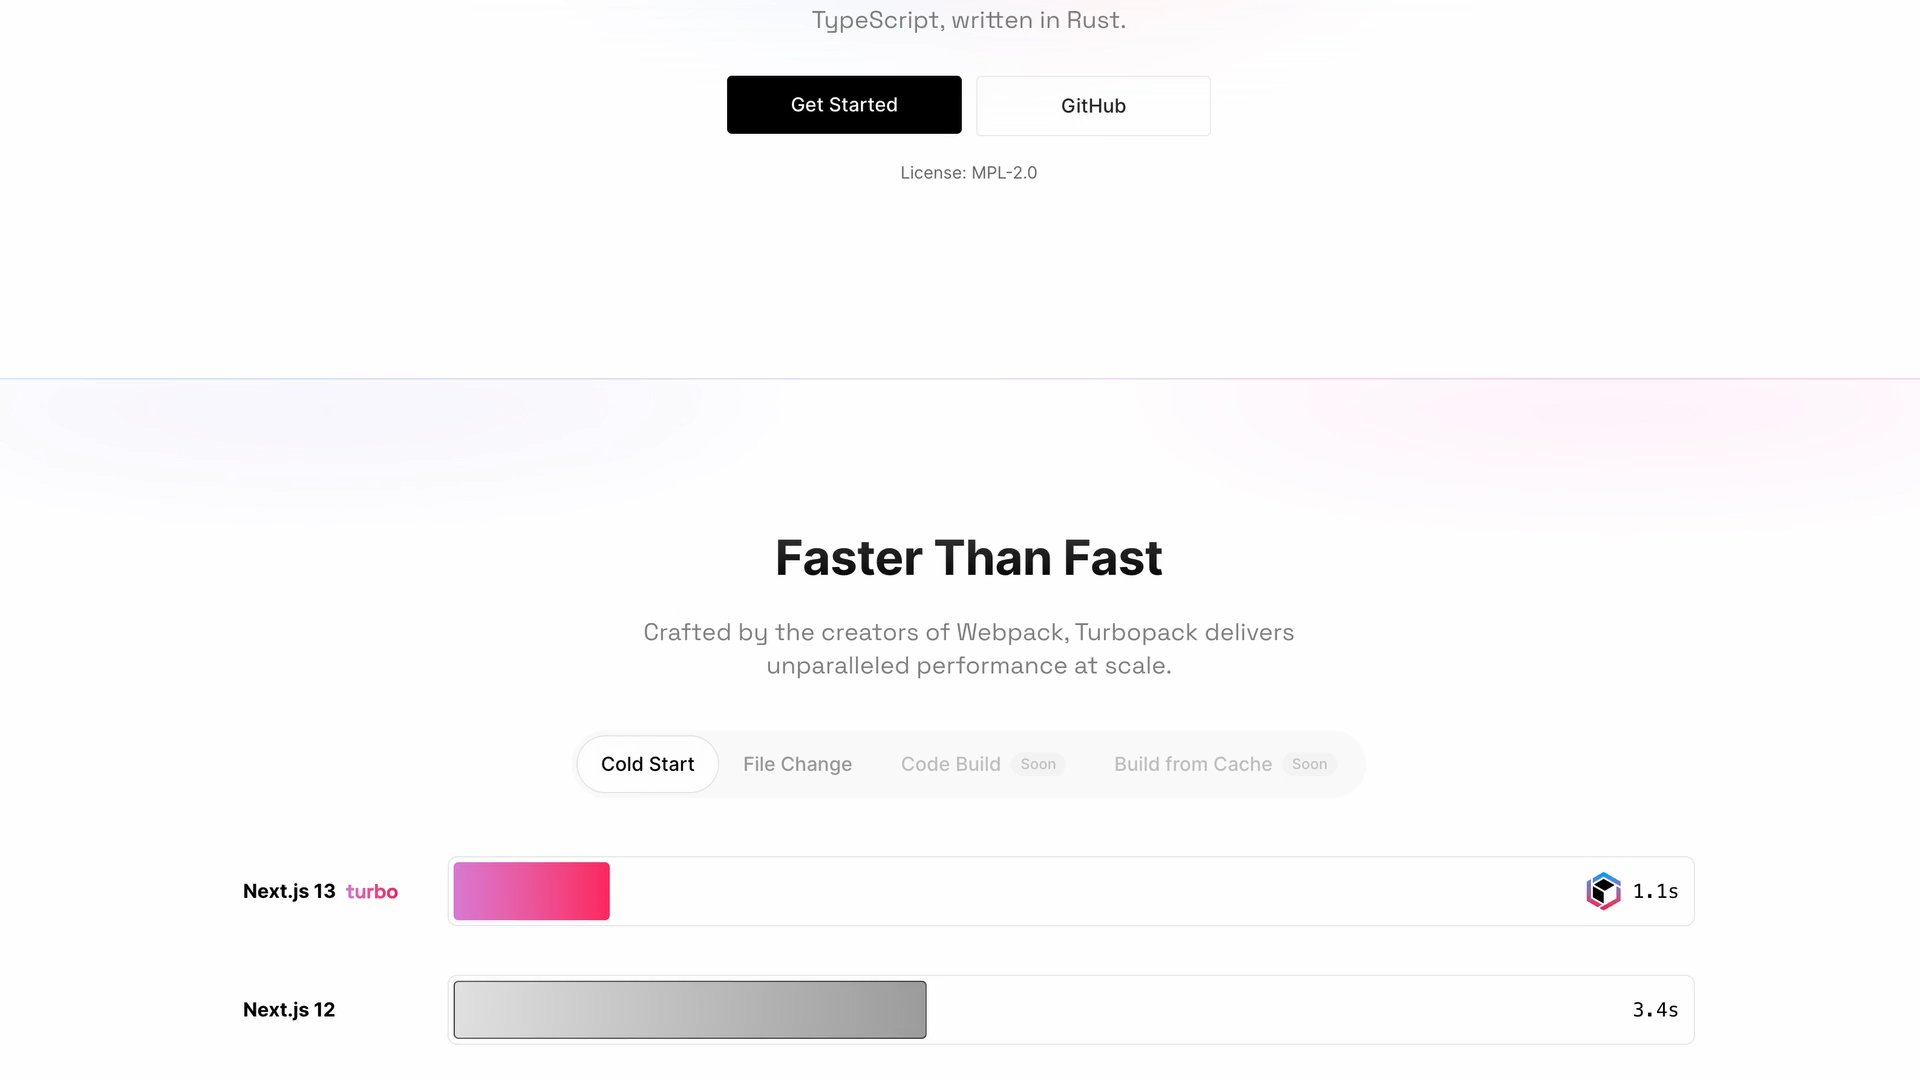 TypeScript, written in Rust.
Get Started
GitHub
License: MPL-2.0
Faster Than Fast
Crafted by the creators of Webpack, Turbopack delivers
unparalleled performance at scale.
Cold Start
File Change
Code Build Soon
Build from Cache Soon
Next.js 13 turbo
1.1s
Next.js 12
3.4s